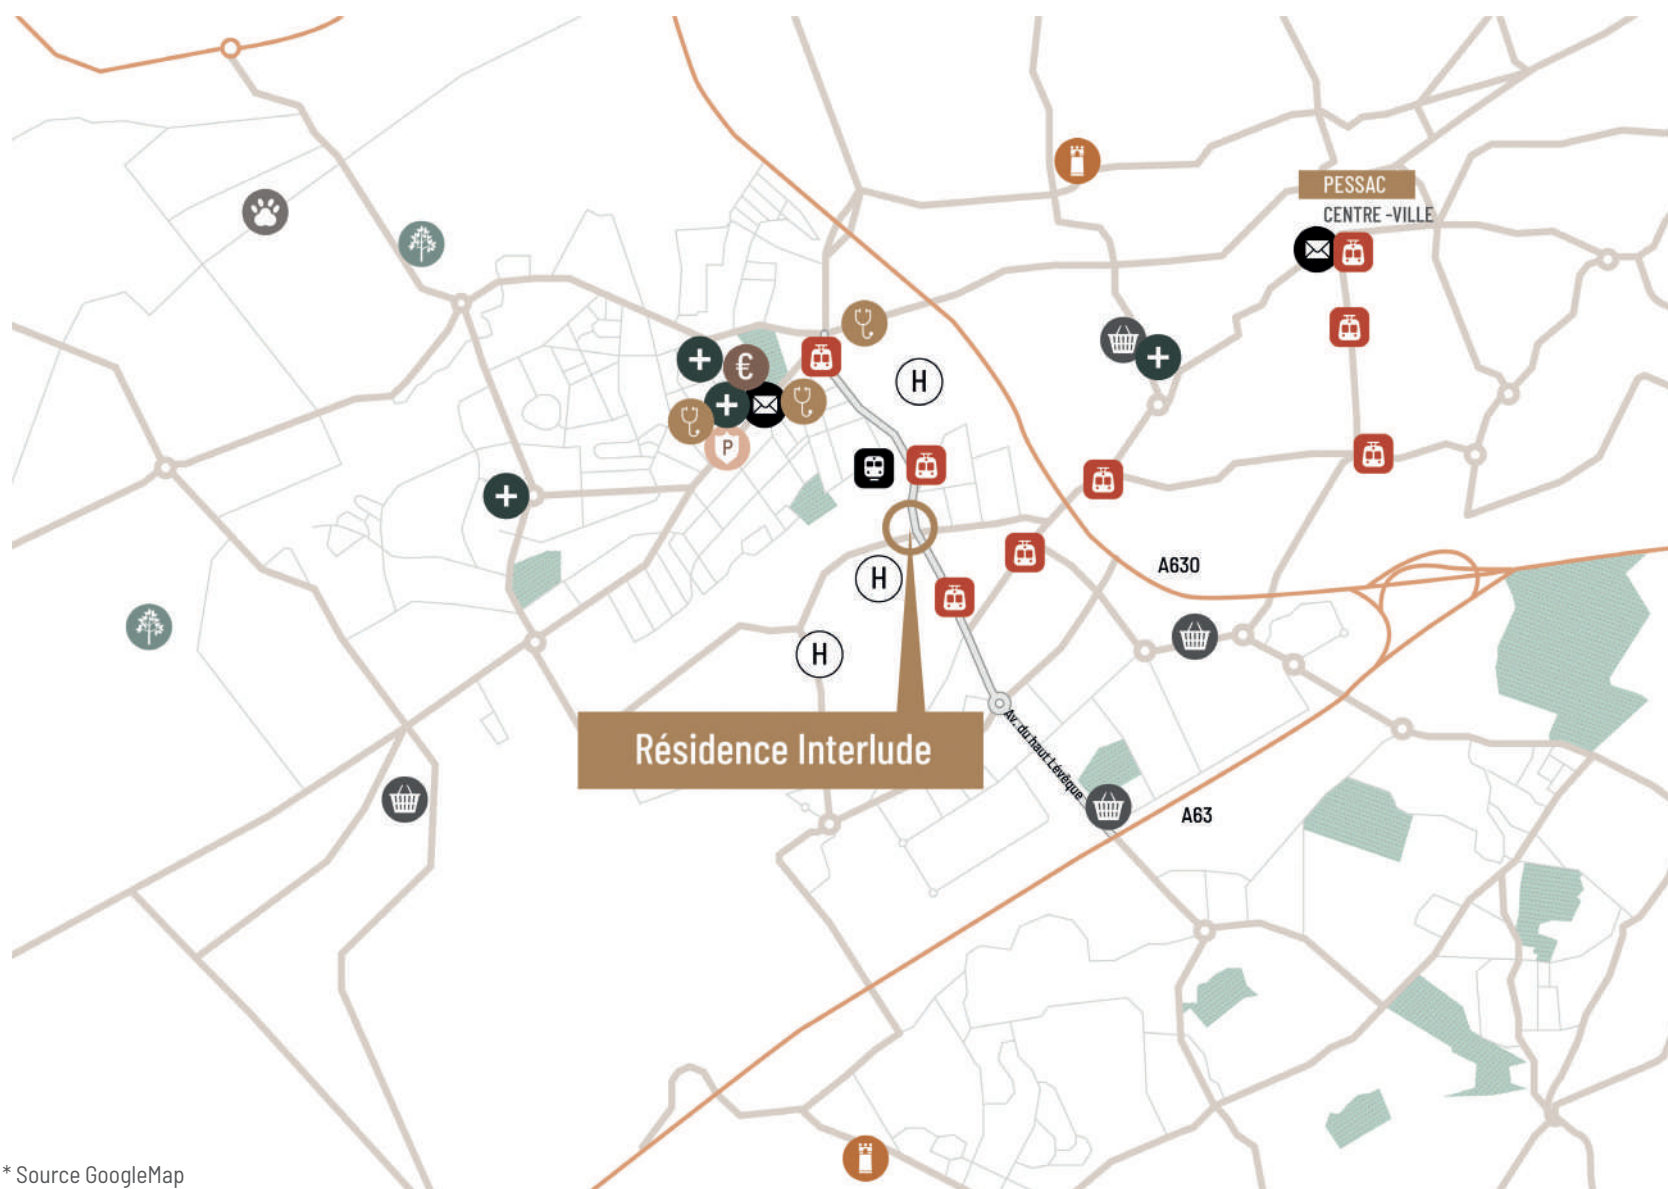 PESSAC
CENTRE -VILLE
€
H
P
H
A630
H
Résidence Interlude
Av. du haut Lévêque
A63
* Source GoogleMap